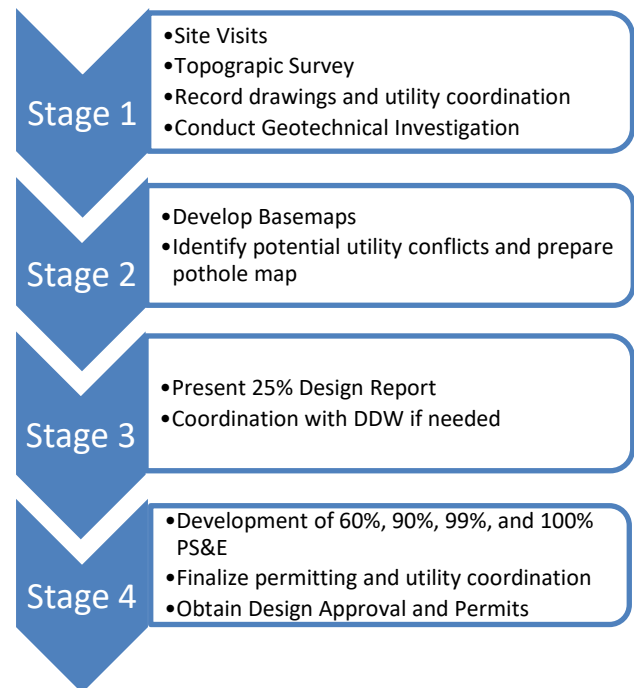 Stage 1
•Site Visits
•Topograpic Survey
•Record drawings and utility coordination
•Conduct Geotechnical Investigation
Stage 2
•Develop Basemaps
•Identify potential utility conflicts and prepare
pothole map
Stage 3
•Present 25% Design Report
•Coordination with DDW if needed
Stage 4
•Development of 60%, 90%, 99%, and 100%
PS&E
•Finalize permitting and utility coordination
•Obtain Design Approval and Permits